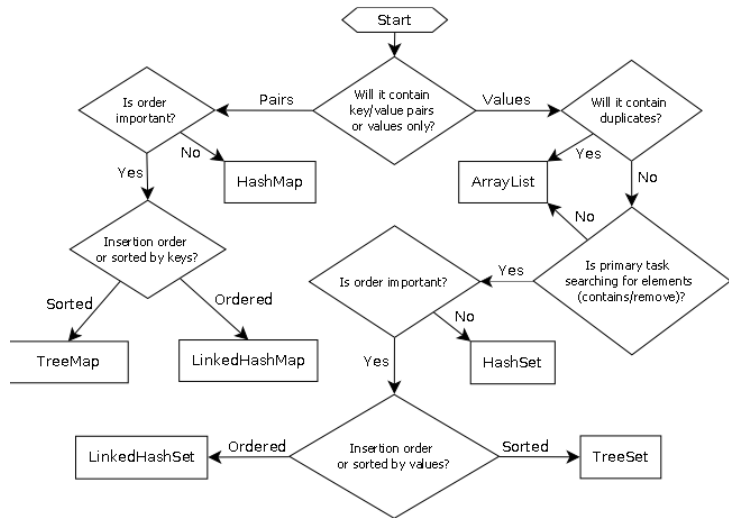 Start
Will it contain
key/value pairs
or values only?
Pairs
Values
Is order
important?
Will it contain
duplicates?
No
Yes
HashMap
Yes
ArrayList
No
No
Insertion order
or sorted by keys?
Is order important?
Yes
Is primary task
searching for elements
(contains/remove)?
Sorted
Ordered
No
TreeMap
LinkedHashMap
HashSet
Yes
LinkedHashSet
Ordered
Insertion order
or sorted by values?
Sorted
TreeSet